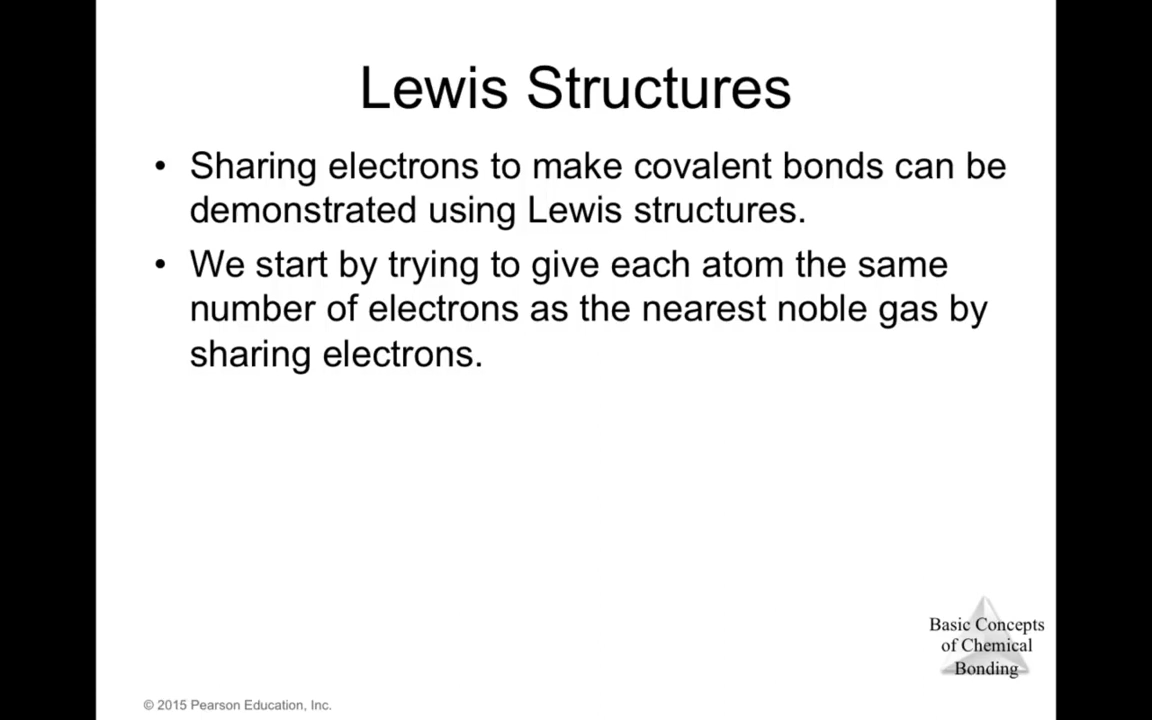 Lewis Structures
• Sharing electrons to make covalent bonds can be
demonstrated using Lewis structures.
• We start by trying to give each atom the same
number of electrons as the nearest noble gas by
sharing electrons.
Basic Concepts
of Chemical
Bonding
© 2015 Pearson Education, Inc.